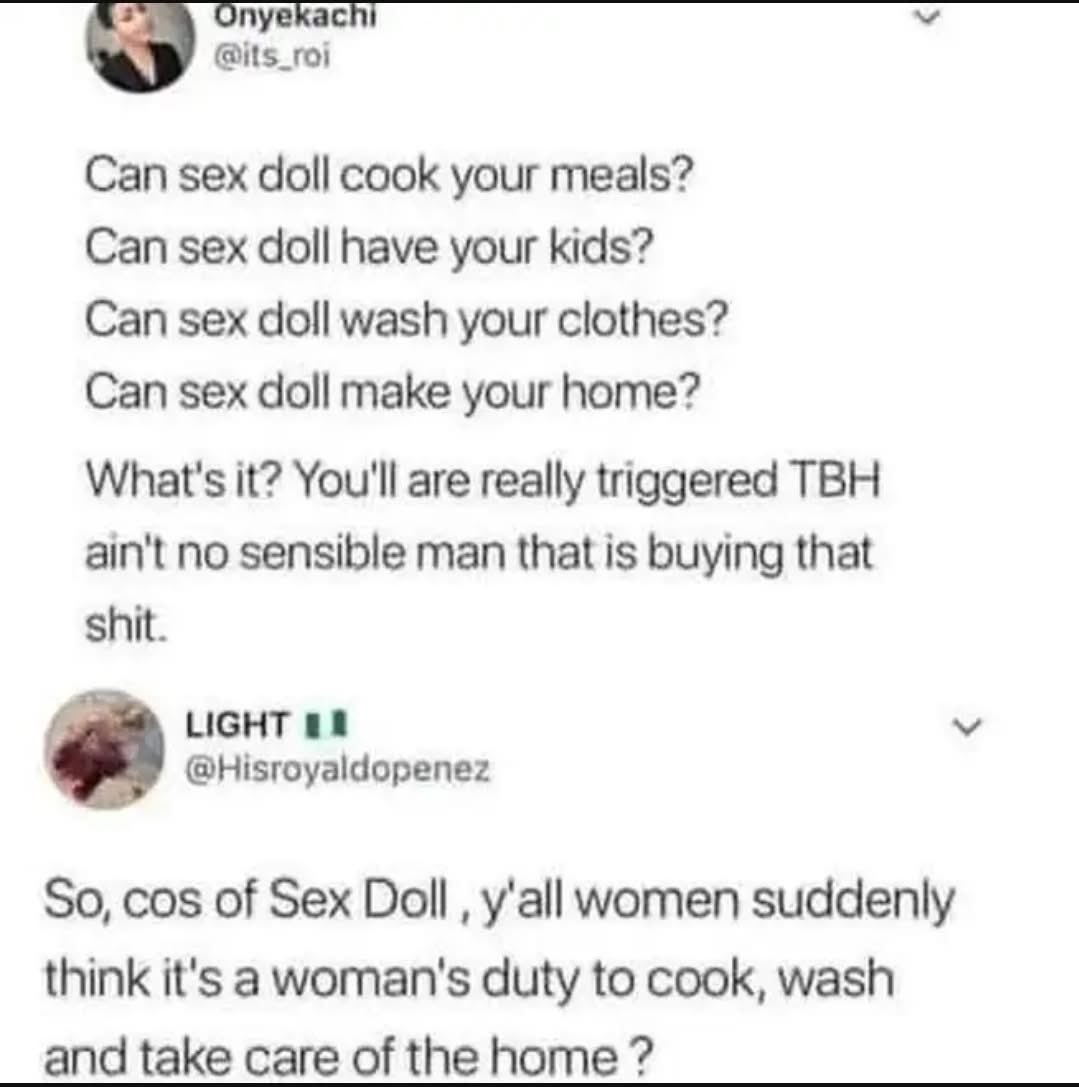 Onyekachi
@its_roi
Can sex doll cook your meals?
Can sex doll have your kids?
Can sex doll wash your clothes?
Can sex doll make your home?
What's it? You'll are really triggered TBH
ain't no sensible man that is buying that
shit.
LIGHT 🇳🇬
@Hisroyaldopenez
So, cos of Sex Doll , y'all women suddenly
think it's a woman's duty to cook, wash
and take care of the home ?